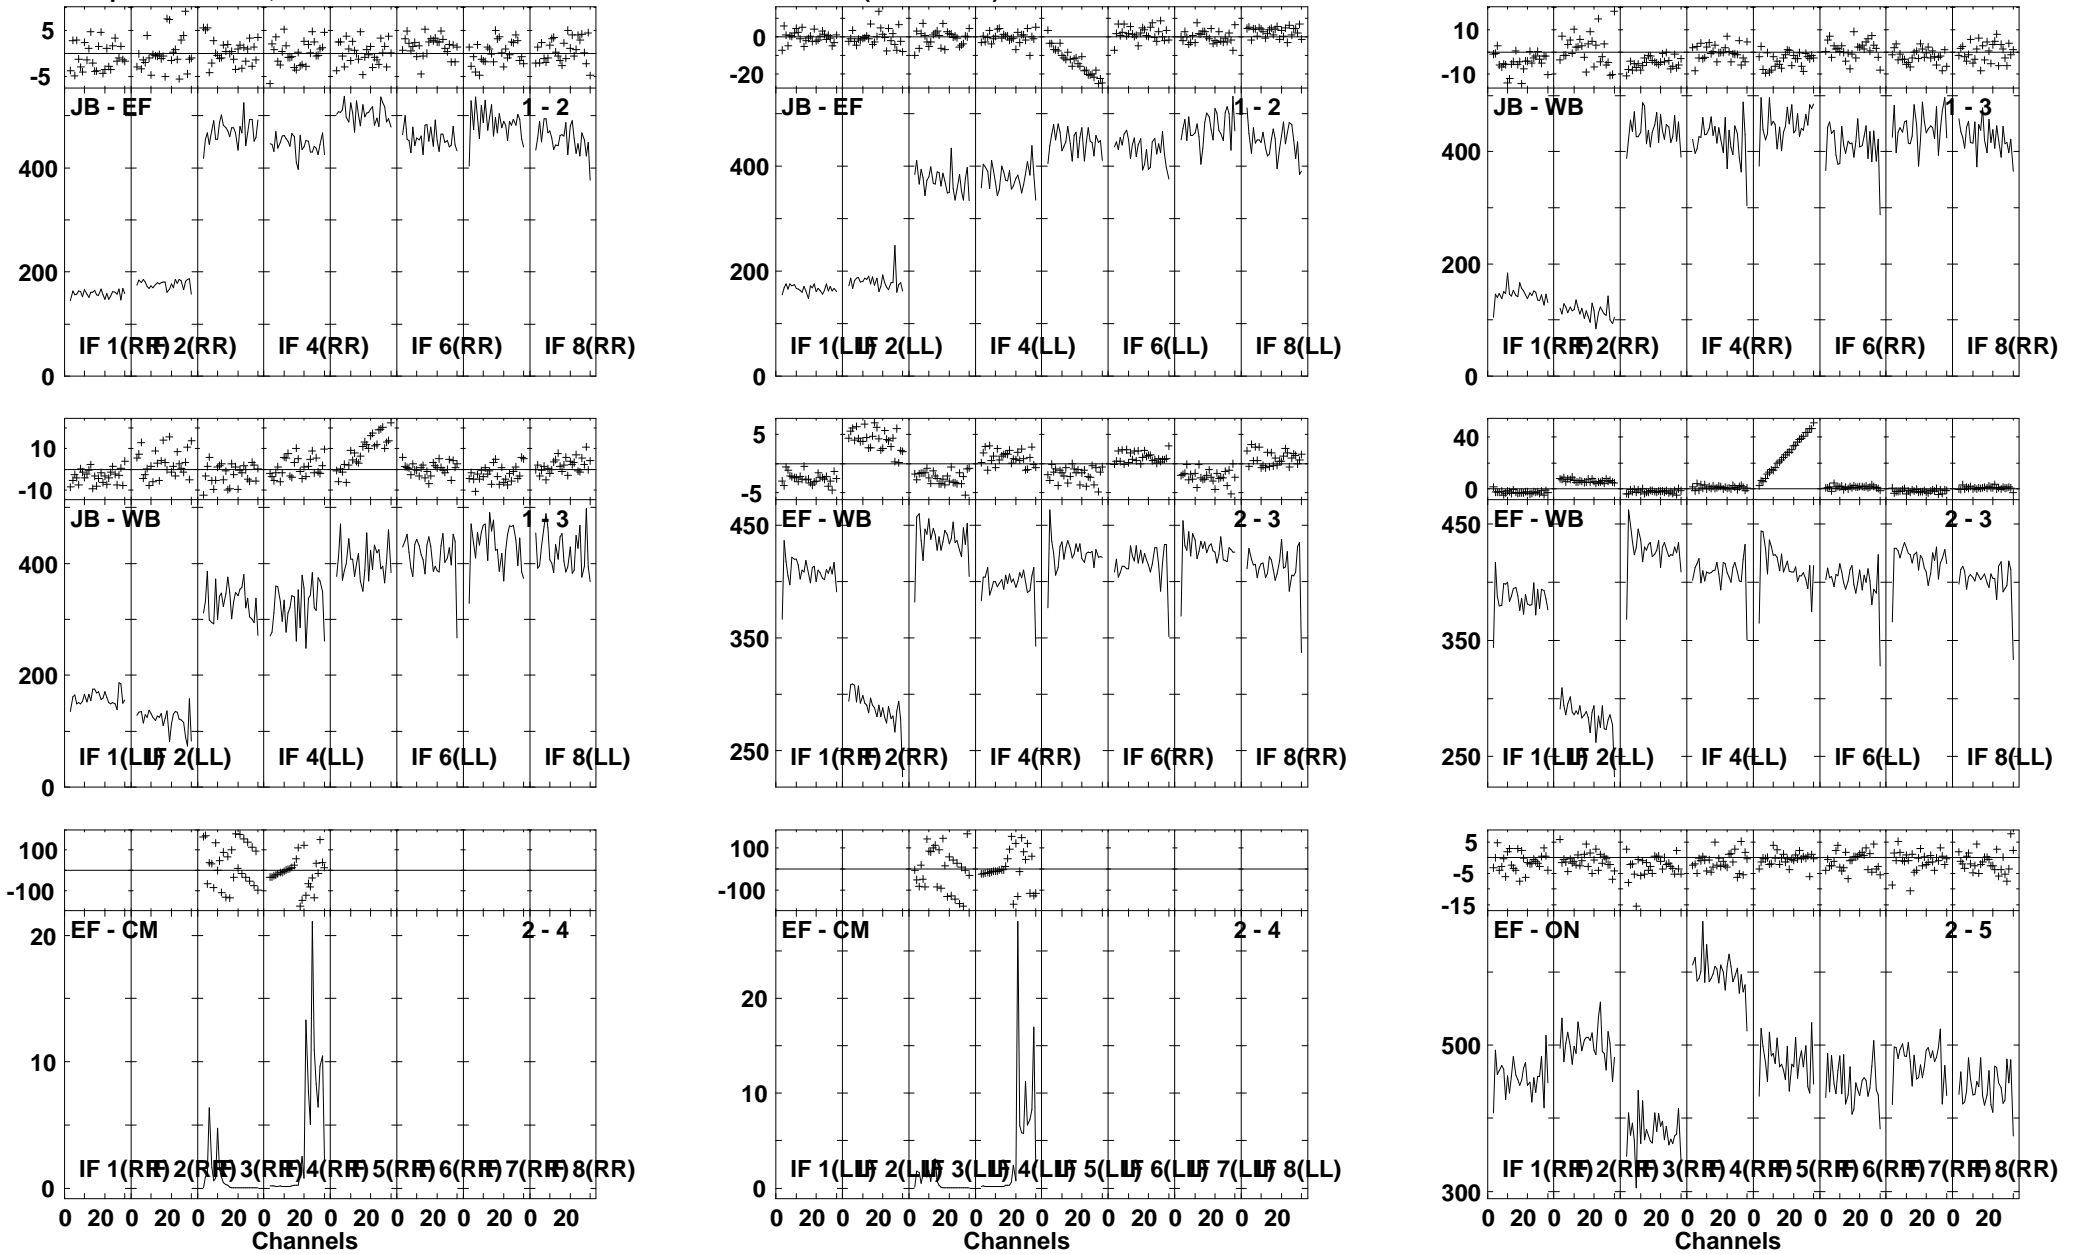 5
-5
JB - EF
1 - 2
400
200
0
IF 1(RR)
IF 2(RR)
IF 4(RR)
IF 6(RR)
IF 8(RR)
0
-20
JB - EF
1 - 2
400
200
0
IF 1(LL)
IF 2(LL)
IF 4(LL)
IF 6(LL)
IF 8(LL)
10
-10
JB - WB
1 - 3
400
200
0
IF 1(RR)
IF 2(RR)
IF 4(RR)
IF 6(RR)
IF 8(RR)
10
-10
JB - WB
1 - 3
400
200
0
IF 1(LL)
IF 2(LL)
IF 4(LL)
IF 6(LL)
IF 8(LL)
5
-5
EF - WB
2 - 3
450
350
250
IF 1(RR)
IF 2(RR)
IF 4(RR)
IF 6(RR)
IF 8(RR)
40
0
EF - WB
2 - 3
450
350
250
IF 1(LL)
IF 2(LL)
IF 4(LL)
IF 6(LL)
IF 8(LL)
100
-100
EF - CM
2 - 4
20
10
0
IF 1(RR)
IF 2(RR)
IF 3(RR)
IF 4(RR)
IF 5(RR)
IF 6(RR)
IF 7(RR)
IF 8(RR)
0 20 0 20 0 20 0 20 0 20 0 20 0 20 0 20
Channels
100
-100
EF - CM
2 - 4
20
10
0
IF 1(LL)
IF 2(LL)
IF 3(LL)
IF 4(LL)
IF 5(LL)
IF 6(LL)
IF 7(LL)
IF 8(LL)
0 20 0 20 0 20 0 20 0 20 0 20 0 20 0 20
Channels
5
-5
-15
EF - ON
2 - 5
500
300
IF 1(RR)
IF 2(RR)
IF 3(RR)
IF 4(RR)
IF 5(RR)
IF 6(RR)
IF 7(RR)
IF 8(RR)
0 20 0 20 0 20 0 20 0 20 0 20 0 20 0 20
Channels